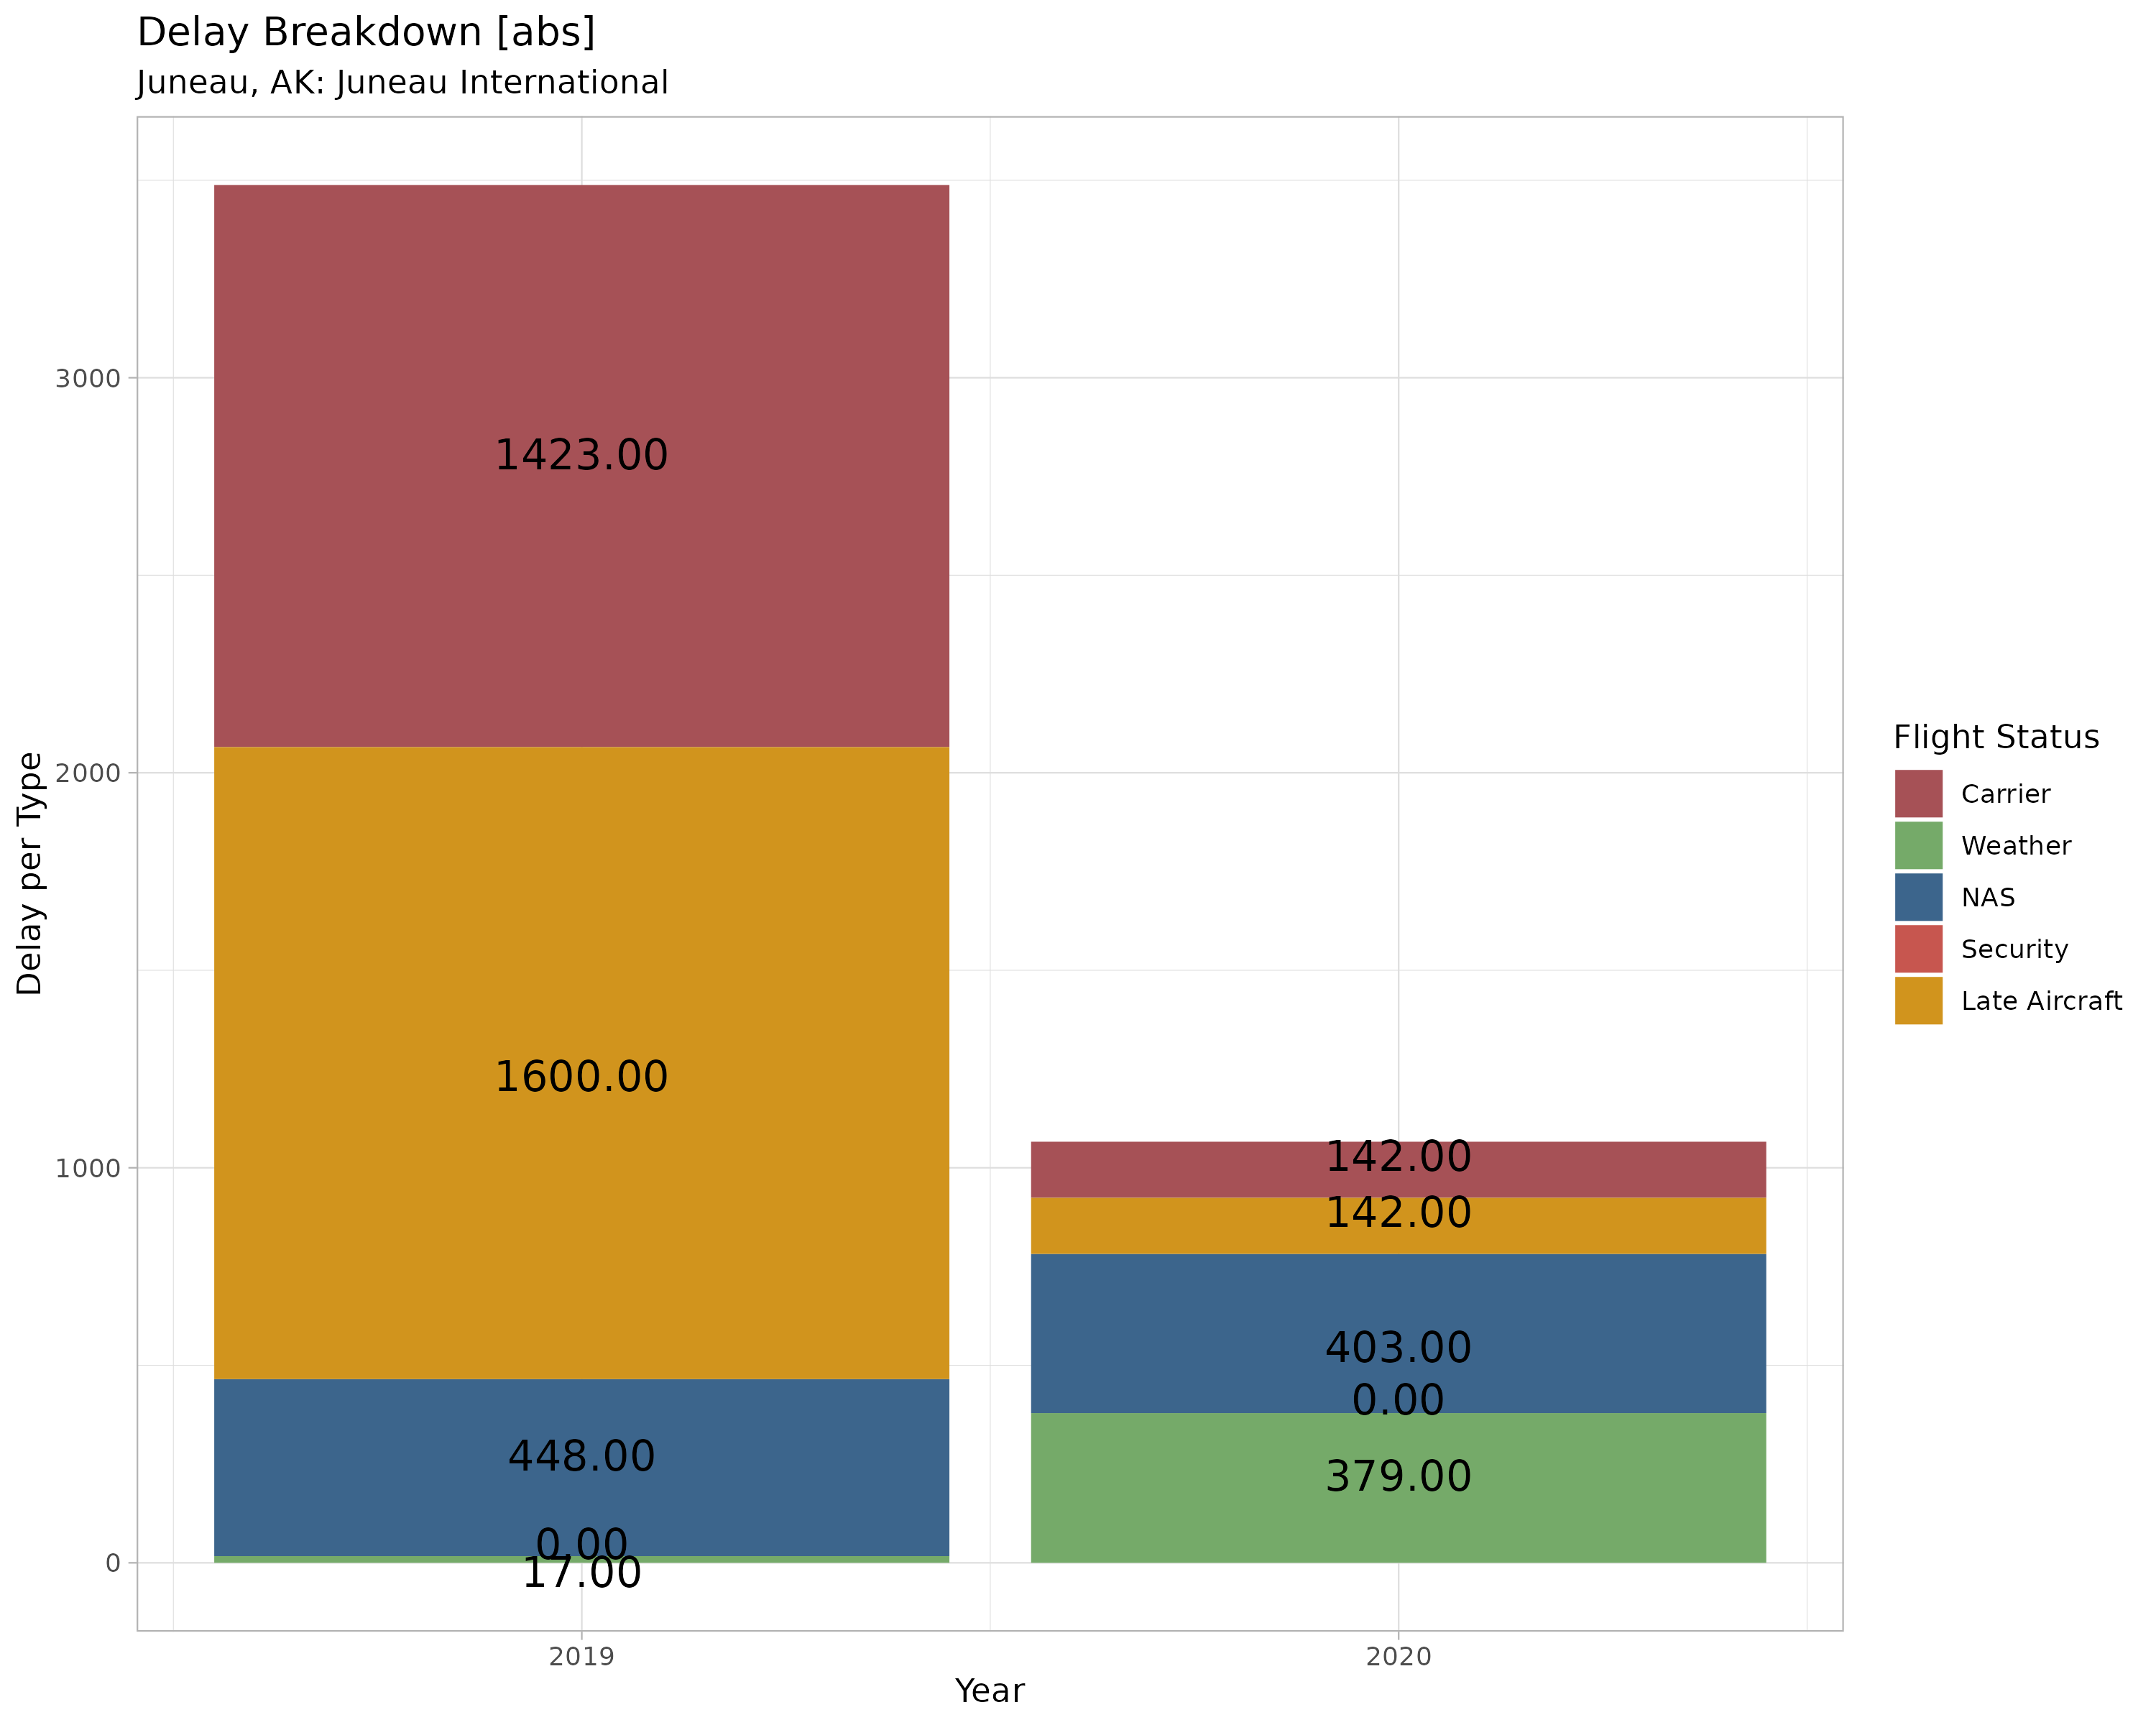 Delay Breakdown [abs]
Juneau, AK: Juneau International
Delay per Type
3000
2000
1000
0
1423.00
1600.00
448.00
0.00
17.00
142.00
142.00
403.00
0.00
379.00
2019
2020
Year
Flight Status
Carrier
Weather
NAS
Security
Late Aircraft